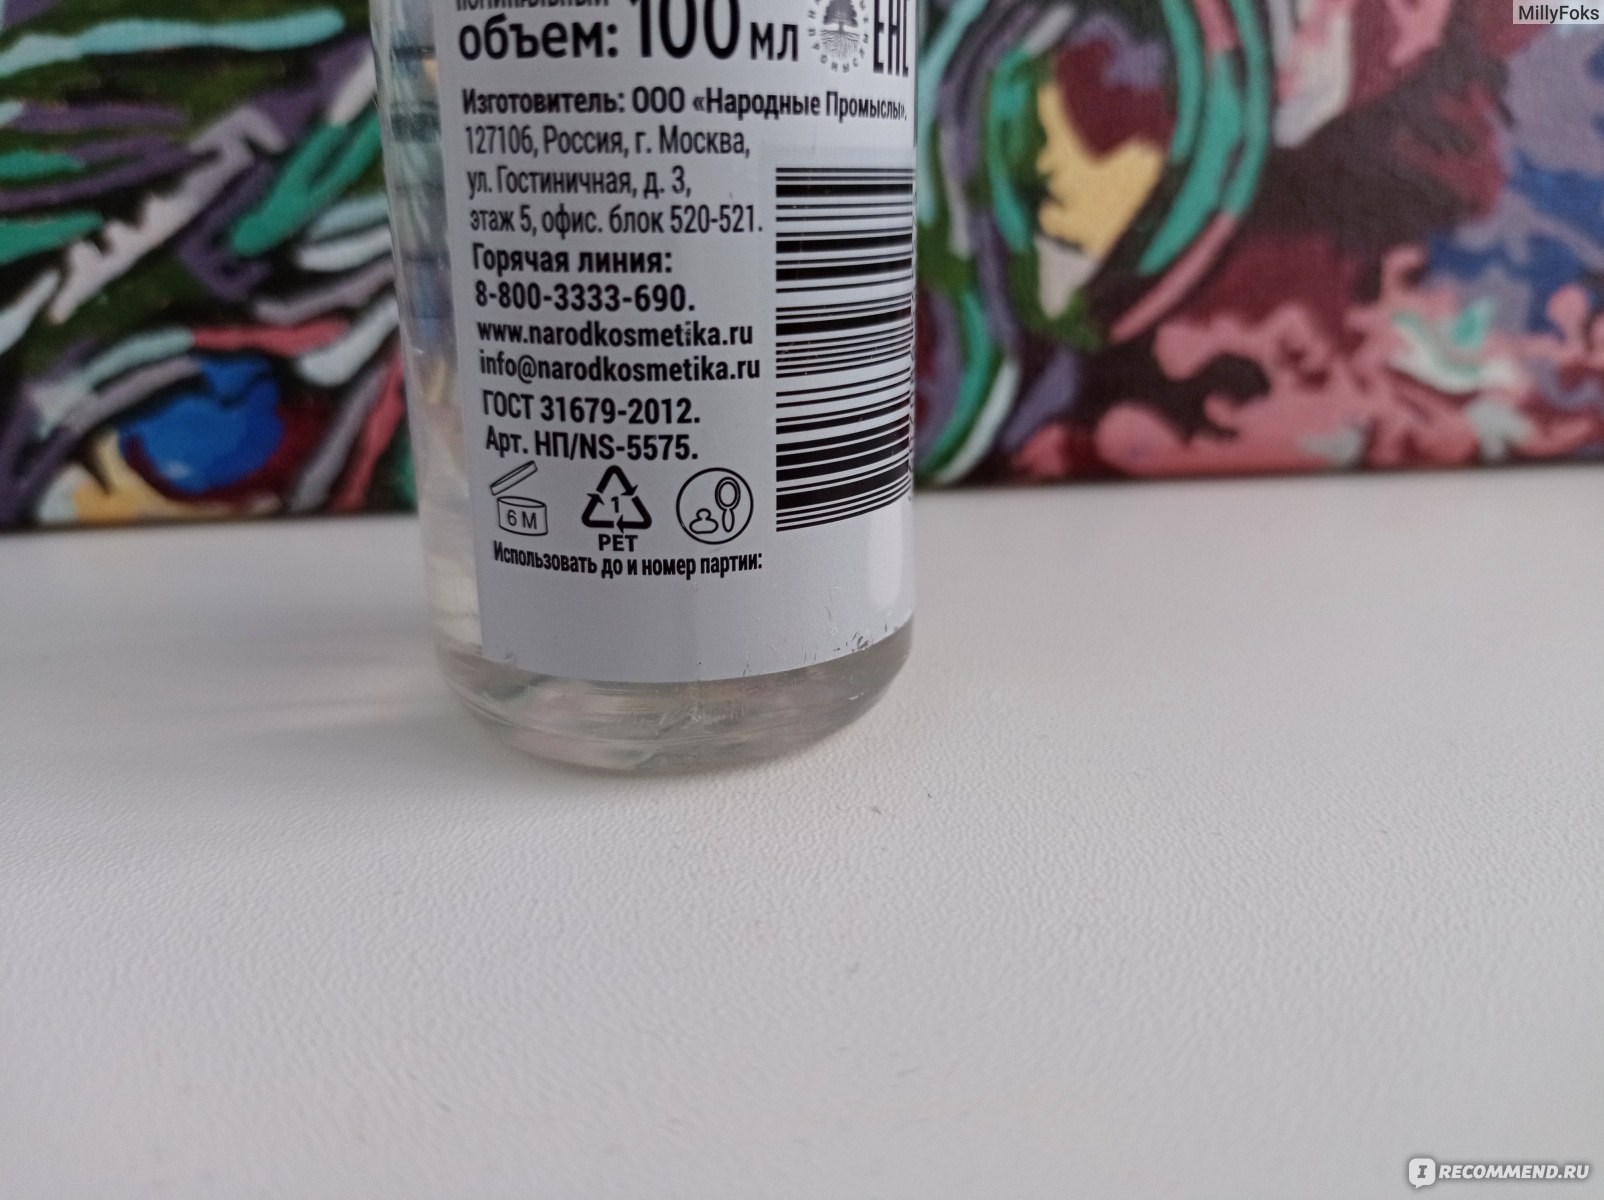 MillyFoks
объем: 100 мл
EAC
Изготовитель: ООО «Народные Промыслы».
127106, Россия, г. Москва,
ул. Гостиничная, д. 3,
этаж 5, офис. блок 520-521.
Горячая линия:
8-800-3333-690.
www.narodkosmetika.ru
info@narodkosmetika.ru
ГОСТ 31679-2012.
Арт. НП/NS-5575.
6 M
1
PET
Использовать до и номер партии:
IRECOMMEND.RU